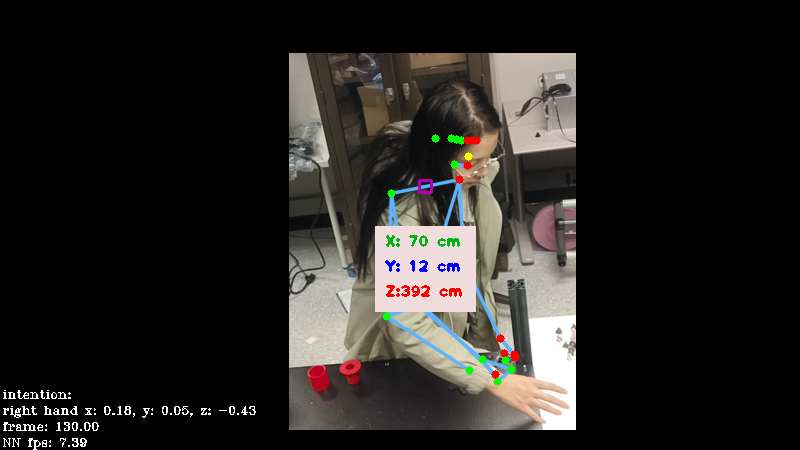 X: 70 cm
Y: 12 cm
Z:392 cm
intention:
right hand x: 0.18, y: 0.05, z: -0.43
frame: 130.00
NN fps: 7.39